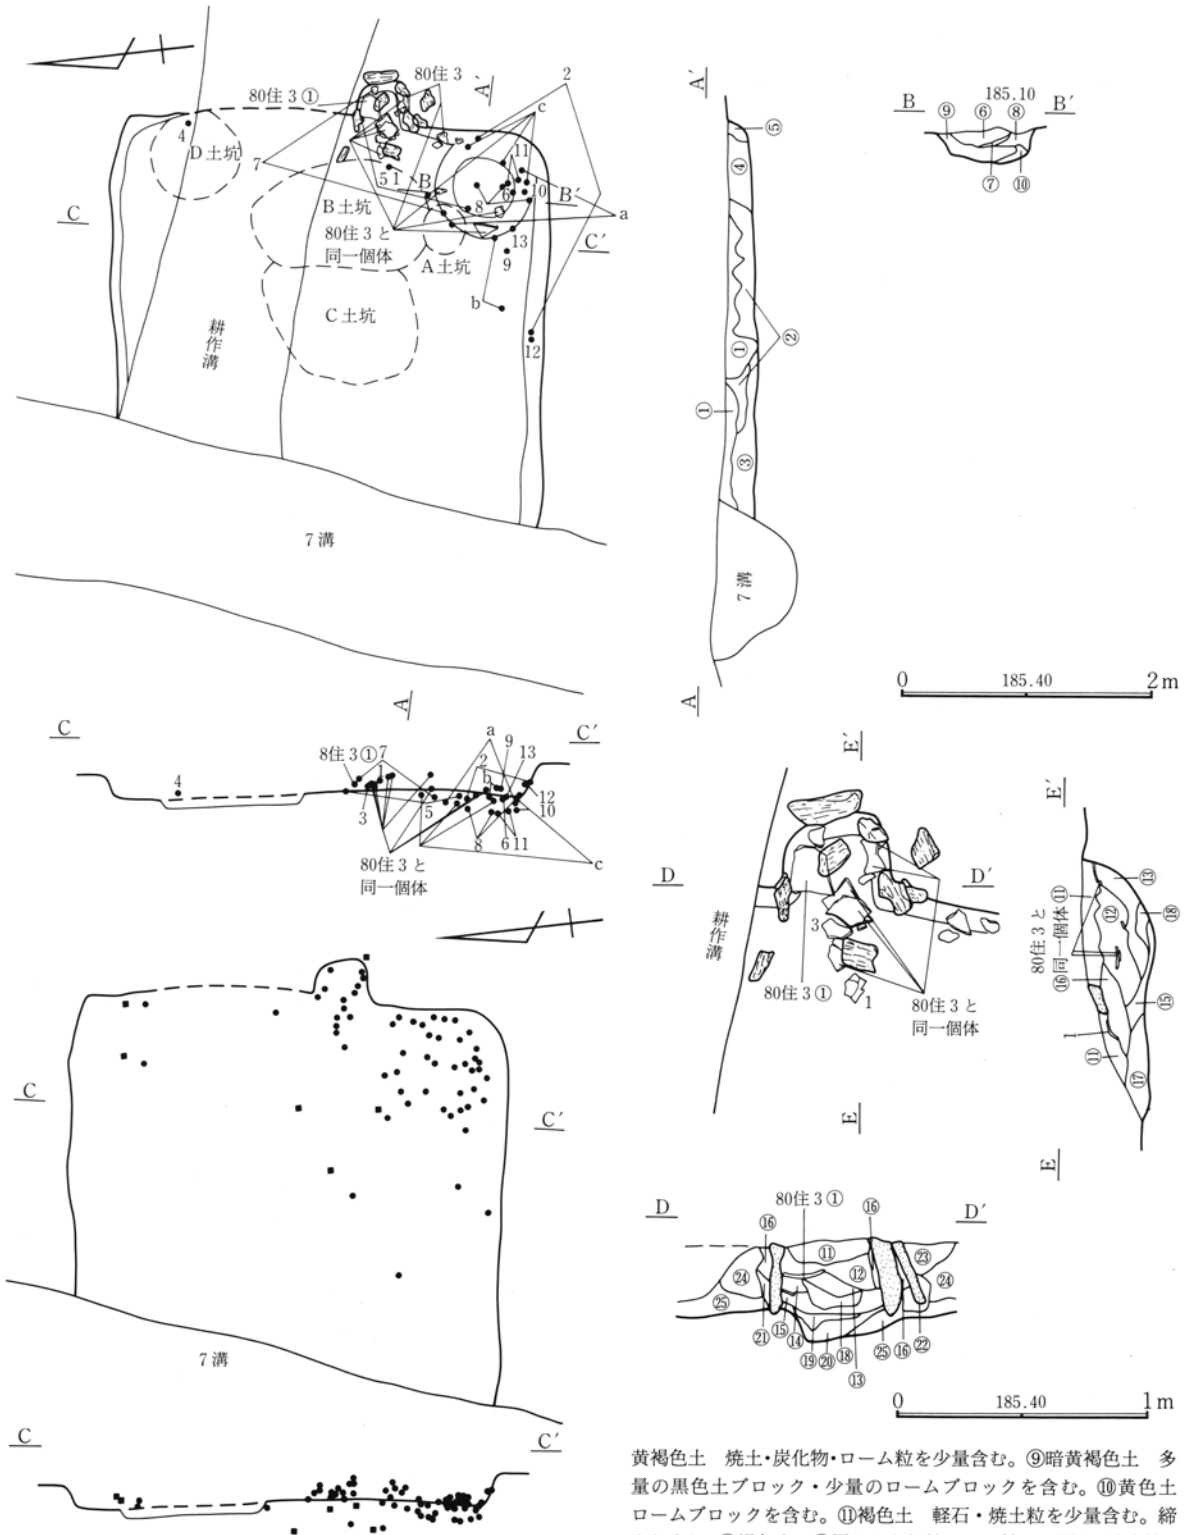 80住3①
80住3
A′
2
c
4
D土坑
7
11
5 1
B
6
10
B′
8
a
C
B土坑
80住3と
同一個体
13
C′
A土坑
9
b
C土坑
耕作溝
12
7溝
A
A′
⑤
④
②
①
①
③
7溝
A
B
185.10
B′
⑨
⑥
⑧
⑦
⑩
0
185.40
2m
C
a
C′
8住3①
7
9
13
2
4
1
b
12
3
5
10
8
6
11
80住3と
同一個体
c
C
C′
7溝
C
C′
E′
D
D′
耕作溝
3
80住3①
1
80住3と
同一個体
E
E′
⑬
⑪
⑫
⑱
80住3と
同一個体
⑯
⑮
1
⑪
⑰
E
80住3①
D
⑯
⑯
D′
⑪
㉓
㉔
⑫
㉔
㉕
㉑
⑮
⑭
⑲
⑳
⑱
⑬
㉕
⑯
㉒
0
185.40
1m
黄褐色土　焼土・炭化物・ローム粒を少量含む。⑨暗黄褐色土　多
量の黒色土ブロック・少量のロームブロックを含む。⑩黄色土
ロームブロックを含む。⑪褐色土　軽石・焼土粒を少量含む。締